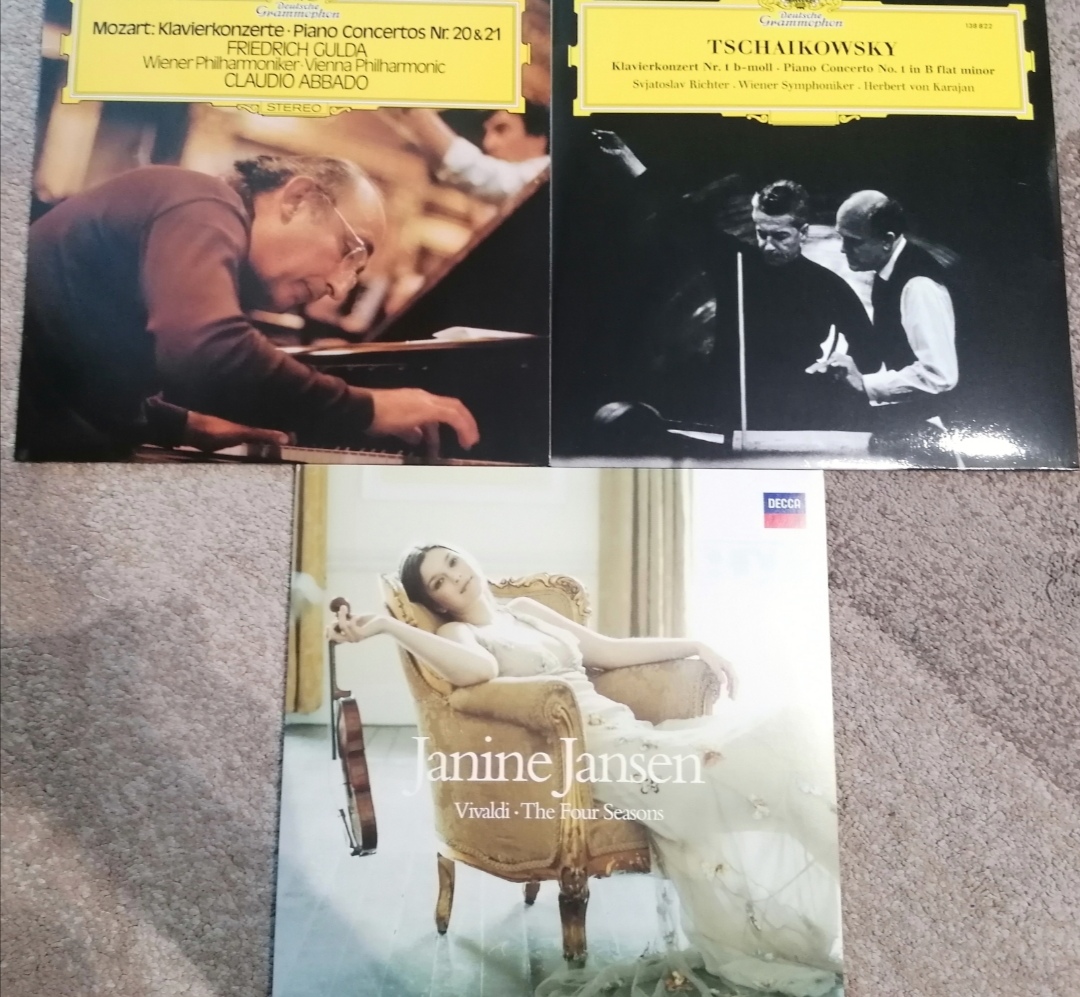 Deutsche
Grammophon
Mozart: Klavierkonzerte · Piano Concertos Nr. 20 & 21
FRIEDRICH GULDA
Wiener Philharmoniker · Vienna Philharmonic
CLAUDIO ABBADO
STEREO
Deutsche
Grammophon
138 822
TSCHAIKOWSKY
Klavierkonzert Nr. 1 b-moll · Piano Concerto No. 1 in B flat minor
Svjatoslav Richter · Wiener Symphoniker · Herbert von Karajan
DECCA
Janine Jansen
Vivaldi · The Four Seasons